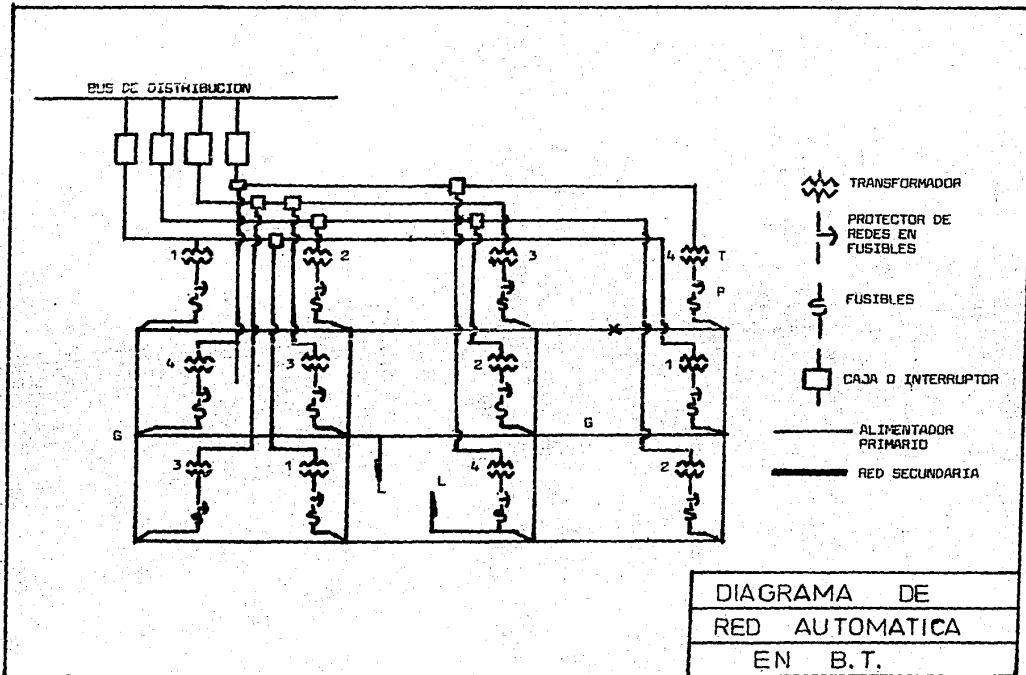 BUS DE DISTRIBUCION
1
2
3
4
T
P
4
3
2
1
G
G
3
1
L
L
4
2
TRANSFORMADOR
PROTECTOR DE
REDES EN
FUSIBLES
FUSIBLES
CAJA O INTERRUPTOR
ALIMENTADOR
PRIMARIO
RED SECUNDARIA
DIAGRAMA DE
RED AUTOMATICA
EN B.T.